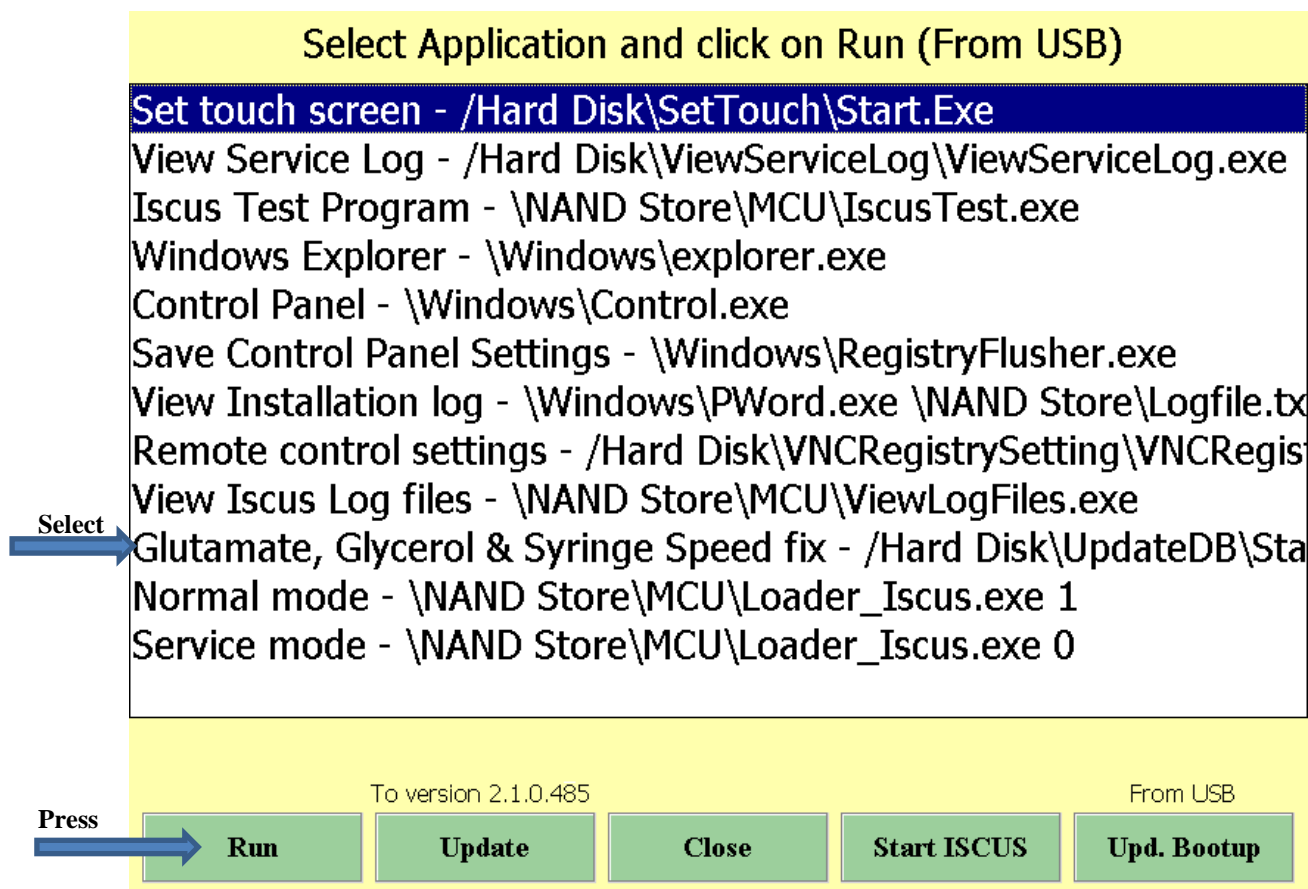 Select Application and click on Run (From USB)
Set touch screen - /Hard Disk\SetTouch\Start.Exe
View Service Log - /Hard Disk\ViewServiceLog\ViewServiceLog.exe
Iscus Test Program - \NAND Store\MCU\IscusTest.exe
Windows Explorer - \Windows\explorer.exe
Control Panel - \Windows\Control.exe
Save Control Panel Settings - \Windows\RegistryFlusher.exe
View Installation log - \Windows\PWord.exe \NAND Store\Logfile.tx
Remote control settings - /Hard Disk\VNCRegistrySetting\VNCRegis
View Iscus Log files - \NAND Store\MCU\ViewLogFiles.exe
Select
Glutamate, Glycerol & Syringe Speed fix - /Hard Disk\UpdateDB\Sta
Normal mode - \NAND Store\MCU\Loader_Iscus.exe 1
Service mode - \NAND Store\MCU\Loader_Iscus.exe 0
To version 2.1.0.485
From USB
Press
Run
Update
Close
Start ISCUS
Upd. Bootup